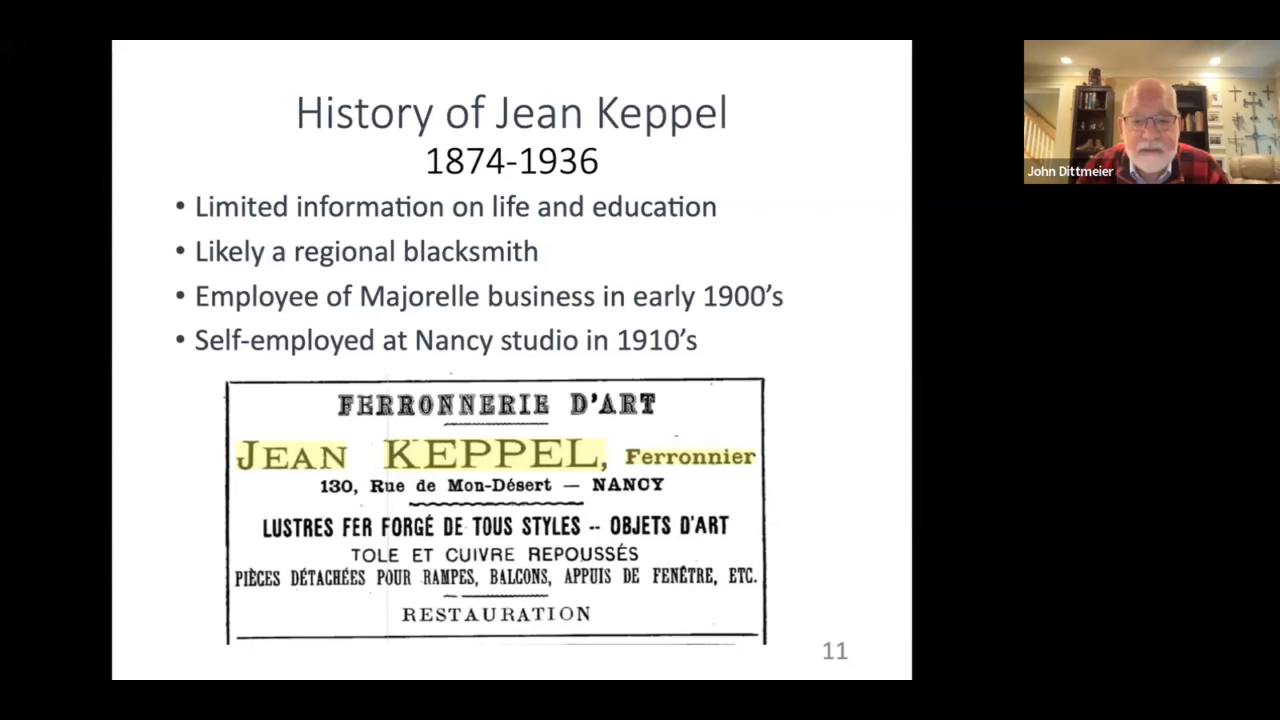 History of Jean Keppel
1874-1936
• Limited information on life and education
• Likely a regional blacksmith
• Employee of Majorelle business in early 1900’s
• Self-employed at Nancy studio in 1910’s
FERRONNERIE D'ART
JEAN KEPPEL, Ferronnier
130, Rue de Mon-Désert — NANCY
LUSTRES FER FORGÉ DE TOUS STYLES -- OBJETS D'ART
TOLE ET CUIVRE REPOUSSÉS
PIÈCES DÉTACHÉES POUR RAMPES, BALCONS, APPUIS DE FENÊTRE, ETC.
RESTAURATION
11
John Dittmeier